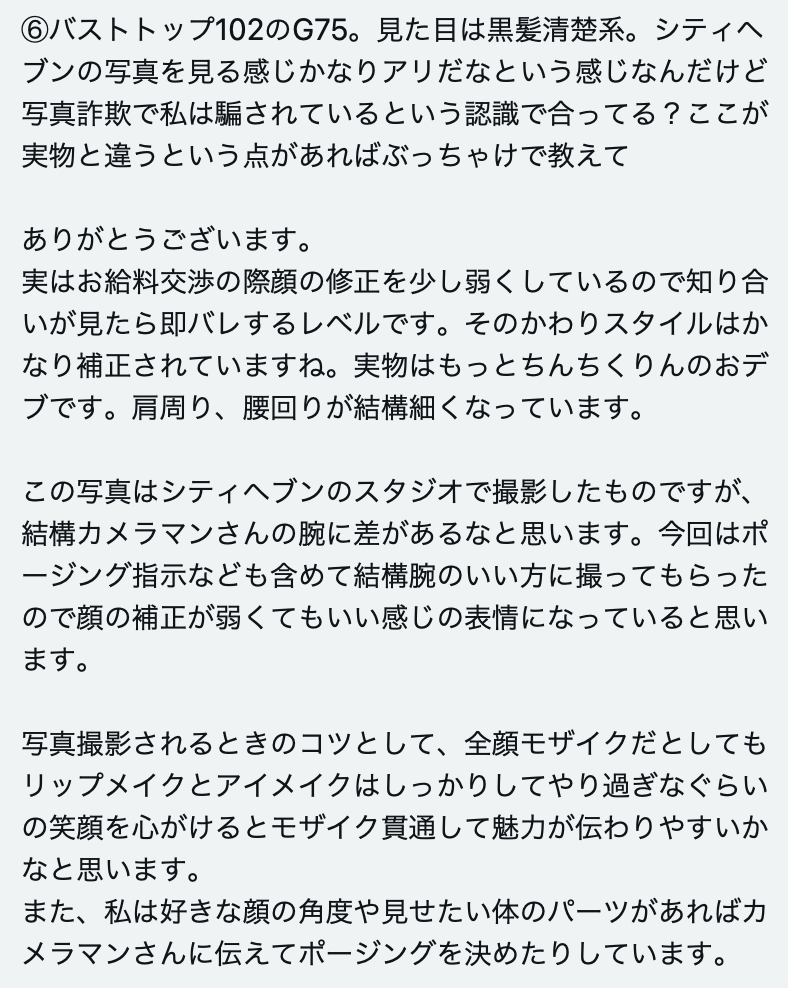 ⑥バストトップ102のG75。見た目は黒髪清楚系。シティヘ
ブンの写真を見る感じかなりアリだなという感じなんだけど
写真詐欺で私は騙されているという認識で合ってる？ここが
実物と違うという点があればぶっちゃけで教えて

ありがとうございます。
実はお給料交渉の際顔の修正を少し弱くしているので知り合
いが見たら即バレするレベルです。そのかわりスタイルはか
なり補正されていますね。実物はもっとちんちくりんのおデ
ブです。肩周り、腰回りが結構細くなっています。

この写真はシティヘブンのスタジオで撮影したものですが、
結構カメラマンさんの腕に差があるなと思います。今回はポ
ージング指示なども含めて結構腕のいい方に撮ってもらった
ので顔の補正が弱くてもいい感じの表情になっていると思い
ます。

写真撮影されるときのコツとして、全顔モザイクだとしても
リップメイクとアイメイクはしっかりしてやり過ぎなぐらい
の笑顔を心がけるとモザイク貫通して魅力が伝わりやすいか
なと思います。
また、私は好きな顔の角度や見せたい体のパーツがあればカ
メラマンさんに伝えてポージングを決めたりしています。